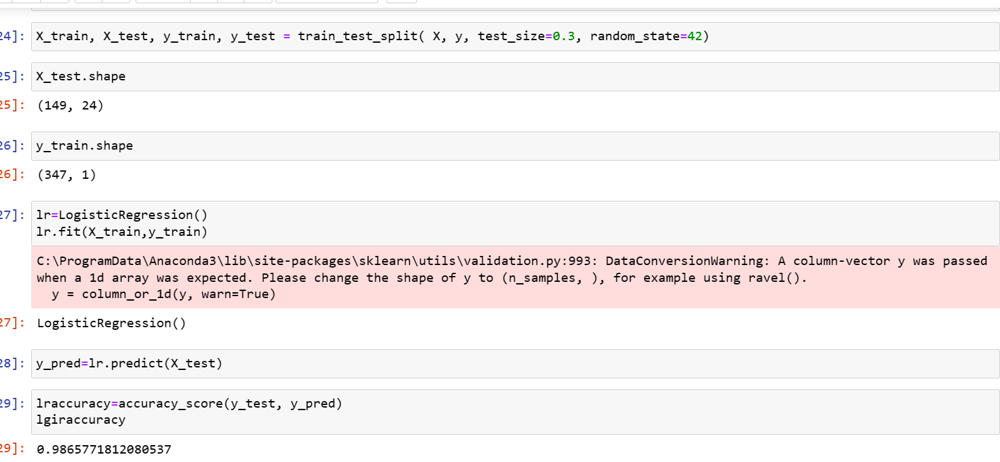 24]: X_train, X_test, y_train, y_test = train_test_split( X, y, test_size=0.3, random_state=42)
25]: X_test.shape
25]: (149, 24)
26]: y_train.shape
26]: (347, 1)
27]: lr=LogisticRegression()
lr.fit(X_train,y_train)
C:\ProgramData\Anaconda3\lib\site-packages\sklearn\utils\validation.py:993: DataConversionWarning: A column-vector y was passed
when a 1d array was expected. Please change the shape of y to (n_samples, ), for example using ravel().
y = column_or_1d(y, warn=True)
27]: LogisticRegression()
28]: y_pred=lr.predict(X_test)
29]: lraccuracy=accuracy_score(y_test, y_pred)
lgiraccuracy
29]: 0.9865771812080537